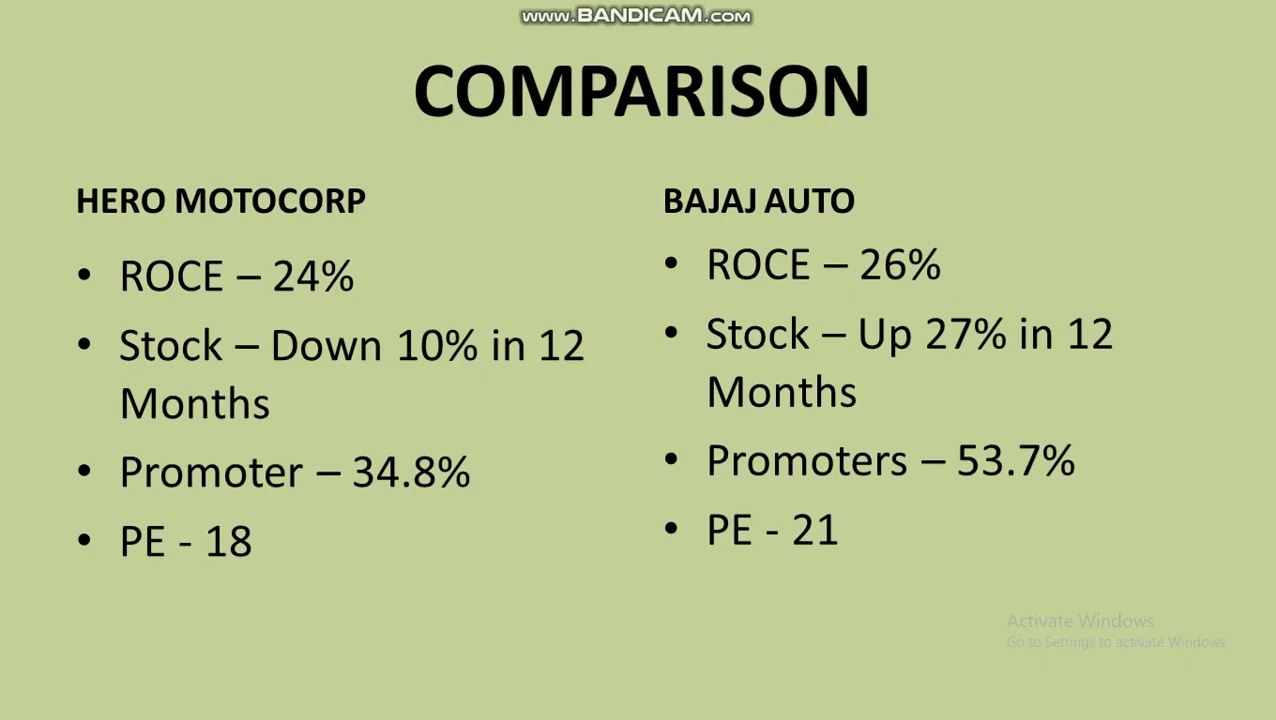 www.BANDICAM.com
COMPARISON
HERO MOTOCORP
• ROCE – 24%
• Stock – Down 10% in 12
Months
• Promoter – 34.8%
• PE - 18
BAJAJ AUTO
• ROCE – 26%
• Stock – Up 27% in 12
Months
• Promoters – 53.7%
• PE - 21
Activate Windows
Go to Settings to activate Windows.